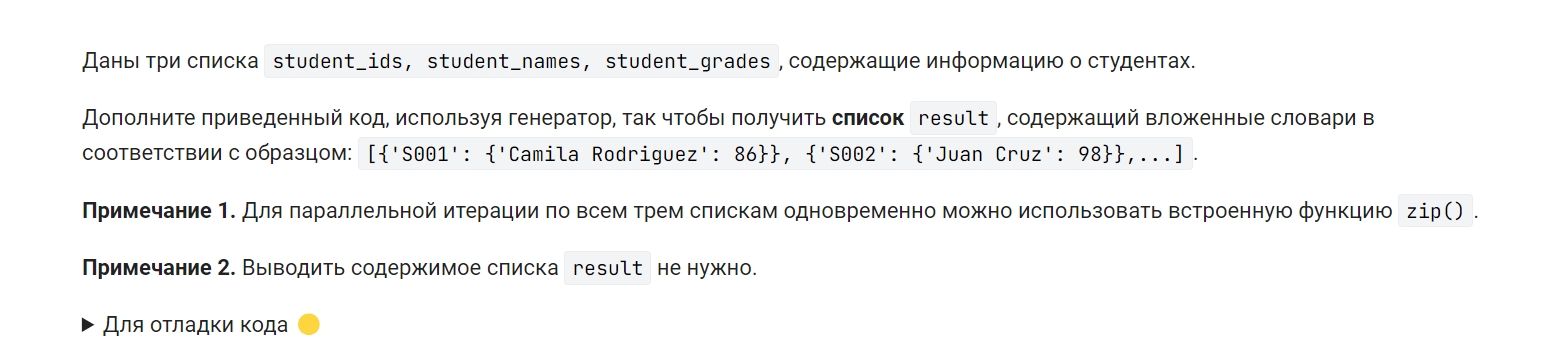 Даны три списка student_ids, student_names, student_grades, содержащие информацию о студентах.
Дополните приведенный код, используя генератор, так чтобы получить список result, содержащий вложенные словари в
соответствии с образцом: [{'S001': {'Camila Rodriguez': 86}}, {'S002': {'Juan Cruz': 98}},...].
Примечание 1. Для параллельной итерации по всем трем спискам одновременно можно использовать встроенную функцию zip().
Примечание 2. Выводить содержимое списка result не нужно.
Для отладки кода